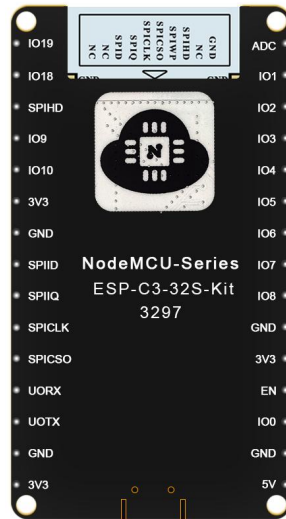 NC
NC
SPID
SPIQ
SPICLK
SPICSO
SPIWP
SPIHD
NC
GND
GND
GND
IO19
IO18
SPIHD
IO9
IO10
3V3
GND
SPIID
SPIIQ
SPICLK
SPICSO
UORX
UOTX
GND
3V3
N
NodeMCU-Series
ESP-C3-32S-Kit
3297
ADC
IO1
IO2
IO3
IO4
IO5
IO6
IO7
IO8
GND
3V3
EN
IO0
GND
5V